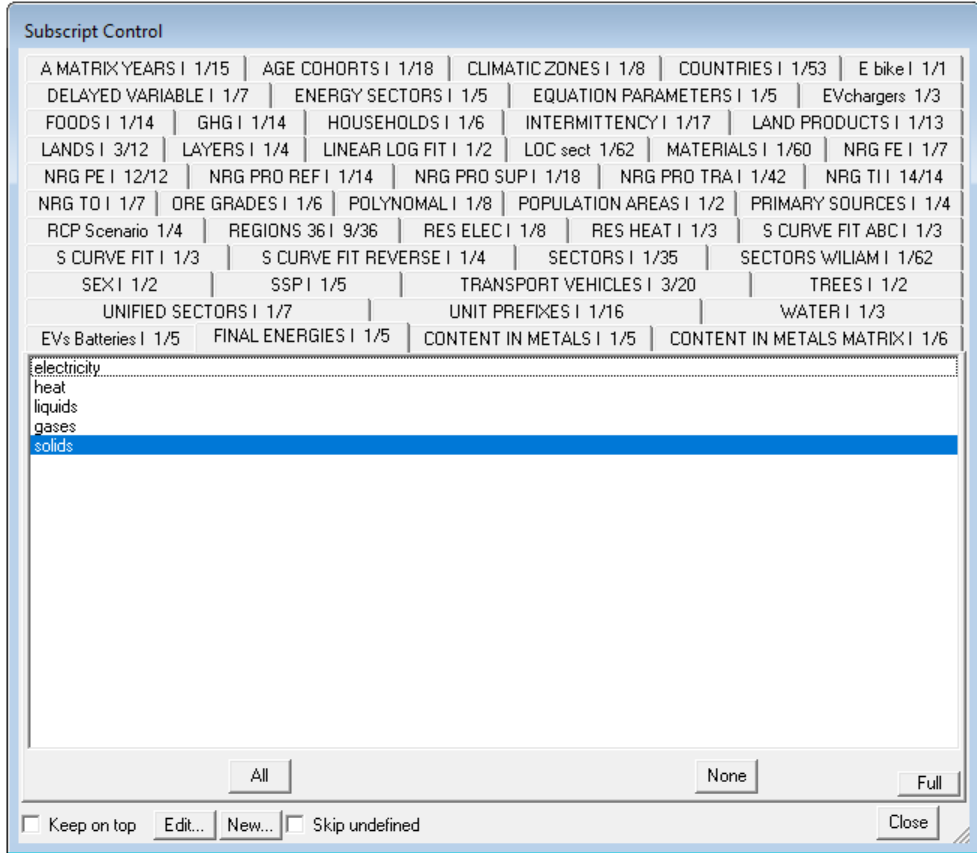 Subscript Control
A MATRIX YEARS I 1/15 AGE COHORTS I 1/18 CLIMATIC ZONES I 1/8 COUNTRIES I 1/53 E bike I 1/1
DELAYED VARIABLE I 1/7 ENERGY SECTORS I 1/5 EQUATION PARAMETERS I 1/5 EVchargers 1/3
FOODS I 1/14 GHG I 1/14 HOUSEHOLDS I 1/6 INTERMITTENCY I 1/17 LAND PRODUCTS I 1/13
LANDS I 3/12 LAYERS I 1/4 LINEAR LOG FIT I 1/2 LOC sect 1/62 MATERIALS I 1/60 NRG FE I 1/7
NRG PE I 12/12 NRG PRO REF I 1/14 NRG PRO SUP I 1/18 NRG PRO TRA I 1/42 NRG TI I 14/14
NRG TO I 1/7 ORE GRADES I 1/6 POLYNOMAL I 1/8 POPULATION AREAS I 1/2 PRIMARY SOURCES I 1/4
RCP Scenario 1/4 REGIONS 36 I 9/36 RES ELEC I 1/8 RES HEAT I 1/3 S CURVE FIT ABC I 1/3
S CURVE FIT I 1/3 S CURVE FIT REVERSE I 1/4 SECTORS I 1/35 SECTORS WILIAM I 1/62
SEX I 1/2 SSP I 1/5 TRANSPORT VEHICLES I 3/20 TREES I 1/2
UNIFIED SECTORS I 1/7 UNIT PREFIXES I 1/16 WATER I 1/3
EVs Batteries I 1/5 FINAL ENERGIES I 1/5 CONTENT IN METALS I 1/5 CONTENT IN METALS MATRIX I 1/6
electricity
heat
liquids
gases
solids
All None Full
Keep on top Edit... New... Skip undefined Close